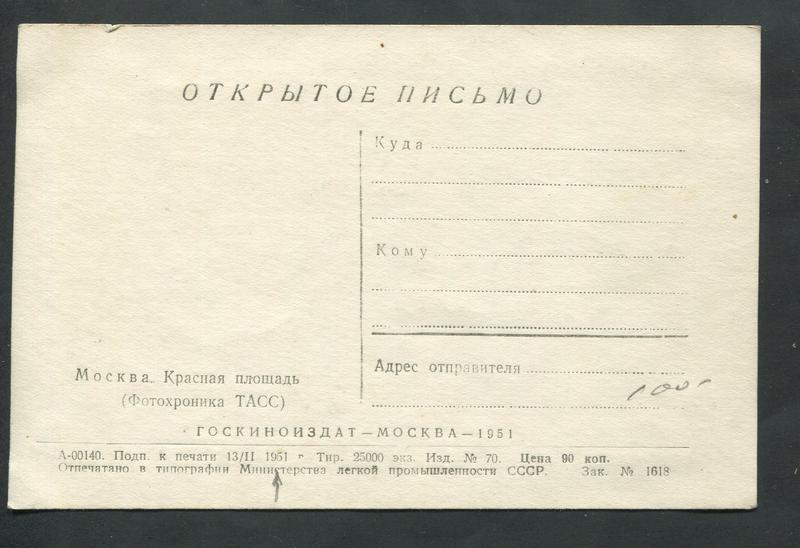 ОТКРЫТОЕ ПИСЬМО
Куда
Кому
Адрес отправителя
Москва. Красная площадь
(Фотохроника ТАСС)
100-
ГОСКИНОИЗДАТ—МОСКВА—1951
А-00140. Подп. к печати 13/II 1951 г Тир. 25000 экз. Изд. № 70. Цена 90 коп.
Отпечатано в типографии Министерства легкой промышленности СССР. Зак. № 1618